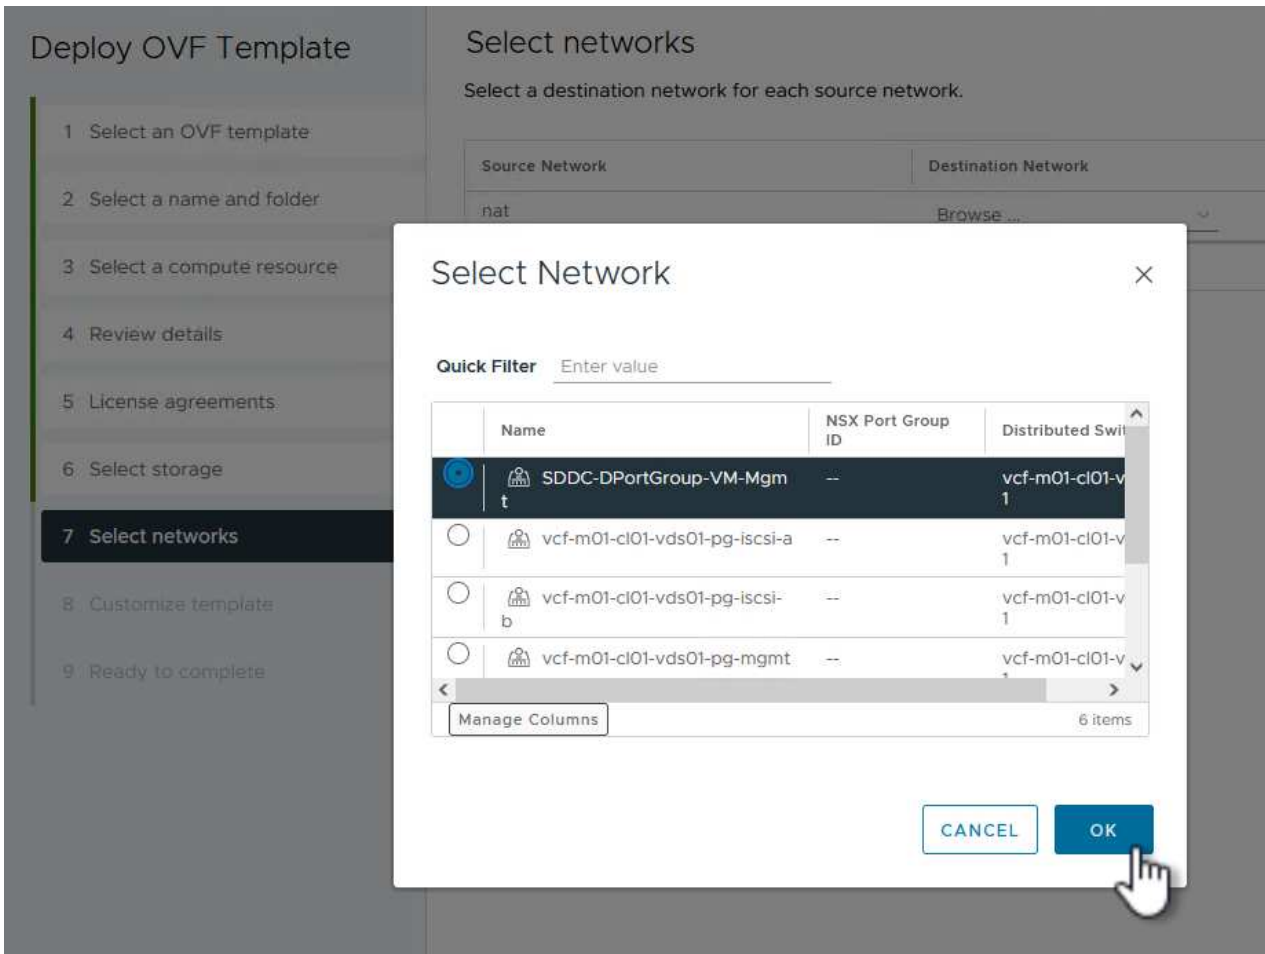 Deploy OVF Template
1 Select an OVF template
2 Select a name and folder
3 Select a compute resource
4 Review details
5 License agreements
6 Select storage
7 Select networks
8 Customize template
9 Ready to complete
Select networks
Select a destination network for each source network.
Source Network Destination Network
nat Browse ...
Select Network
Quick Filter Enter value
Name NSX Port Group ID Distributed Swit
SDDC-DPortGroup-VM-Mgm -- vcf-m01-cl01-v
t 1
vcf-m01-cl01-vds01-pg-iscsi-a -- vcf-m01-cl01-v
1
vcf-m01-cl01-vds01-pg-iscsi- -- vcf-m01-cl01-v
b 1
vcf-m01-cl01-vds01-pg-mgmt -- vcf-m01-cl01-v
1
Manage Columns 6 items
CANCEL OK